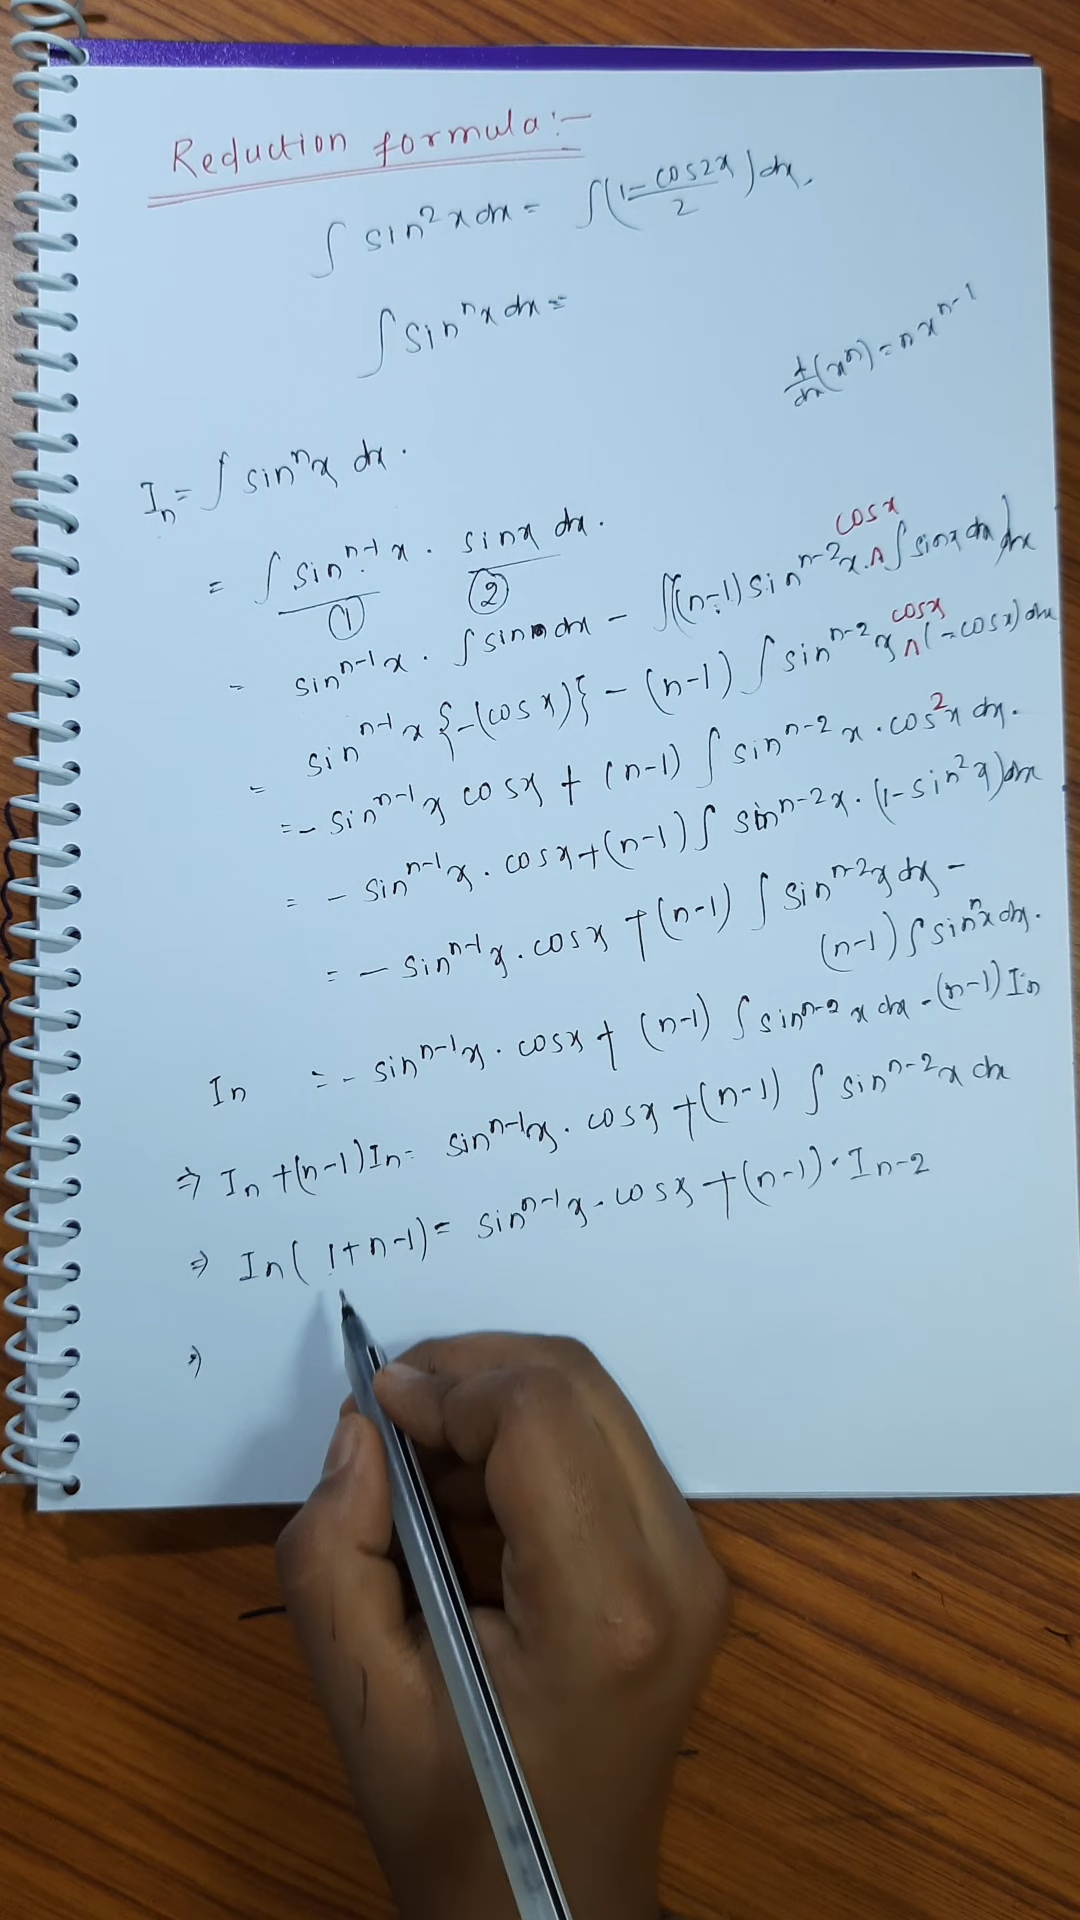 Reduction formula:-
∫ sin²x dx = ∫(1-cos2x/2) dx.
∫ sinⁿx dx =
d/dx(xⁿ) = n xⁿ⁻¹
Iₙ = ∫ sinⁿx dx.
= ∫ sinⁿ⁻¹x . sinx dx.
① ②
cosx
= sinⁿ⁻¹x . ∫ sinx dx - ∫((n-1) sinⁿ⁻²x . ∧ ∫ sinx dx) dx
cosx
= sinⁿ⁻¹x {-(cosx)} - (n-1) ∫ sinⁿ⁻²x ∧ (-cosx) dx
= - sinⁿ⁻¹x cosx + (n-1) ∫ sinⁿ⁻²x . cos²x dx.
= - sinⁿ⁻¹x . cosx + (n-1) ∫ sinⁿ⁻²x . (1-sin²x) dx
= - sinⁿ⁻¹x . cosx + (n-1) ∫ sinⁿ⁻²x dx -
(n-1) ∫ sinⁿx dx.
In = - sinⁿ⁻¹x . cosx + (n-1) ∫ sinⁿ⁻²x dx - (n-1) In
⇒ In + (n-1) In = sinⁿ⁻¹x . cosx + (n-1) ∫ sinⁿ⁻²x dx
⇒ In (1+n-1) = sinⁿ⁻¹x . cosx + (n-1) . In-2
⇒